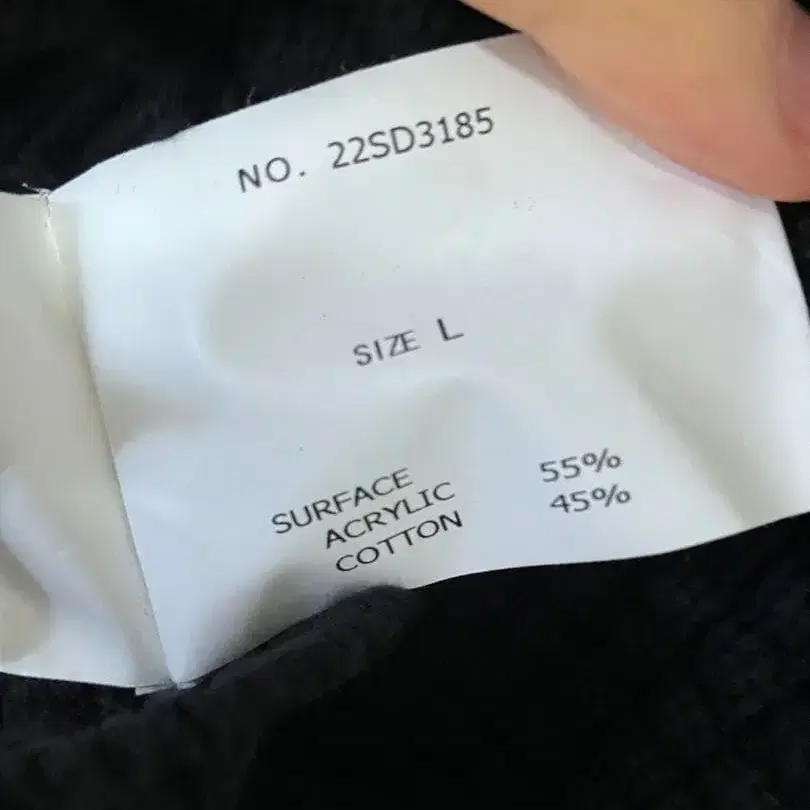 NO. 22SD3185
SIZE L
SURFACE
ACRYLIC 55%
COTTON 45%